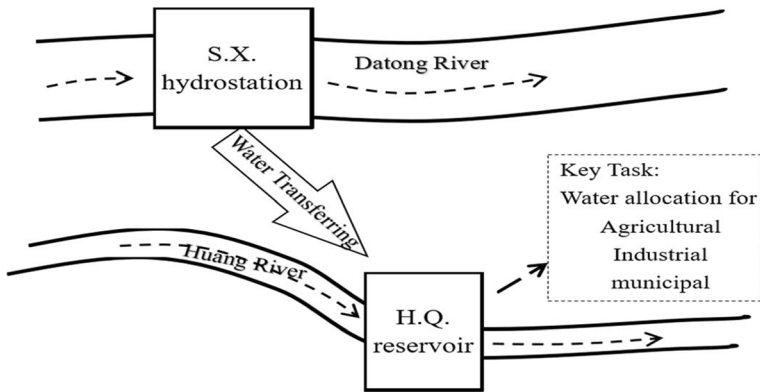 S.X.
hydrostation
Datong River
Water Transferring
Key Task:
Water allocation for
Agricultural
Industrial
municipal
Huang River
H.Q.
reservoir